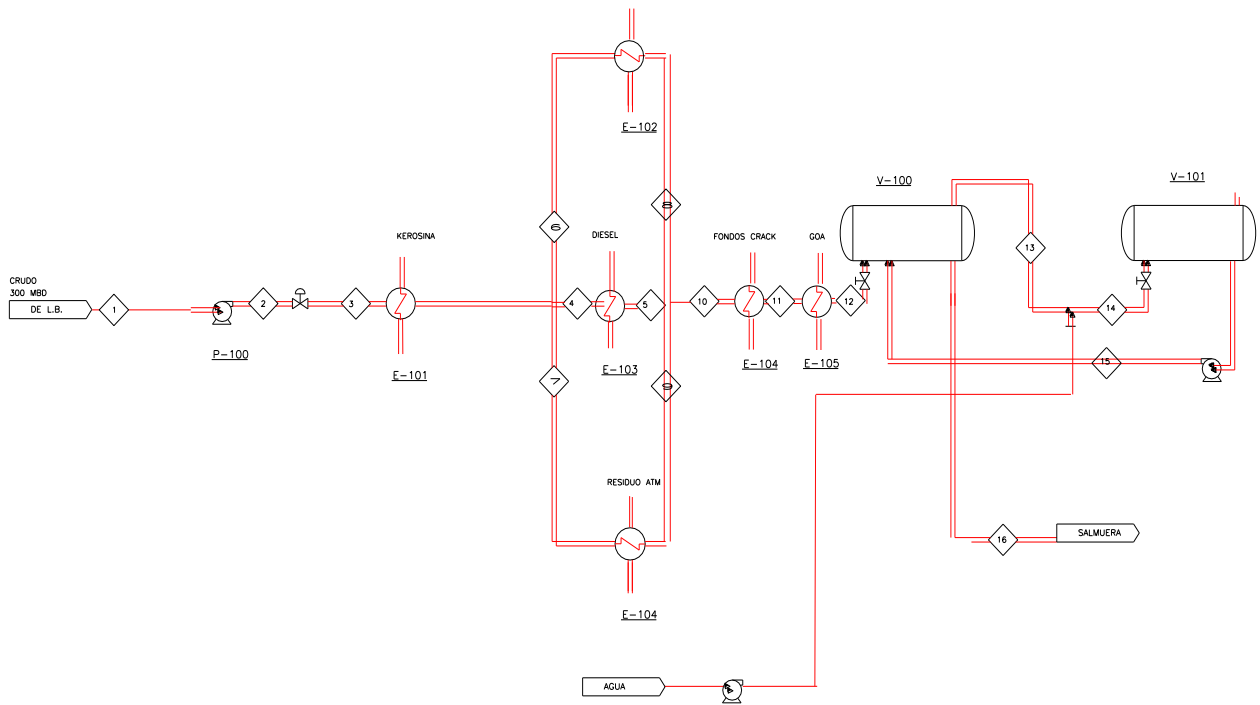 E-102
V-100
V-101
8
6
KEROSINA
DIESEL
FONDOS CRACK
GOA
13
CRUDO
300 MBD
DE L.B.
1
2
3
4
5
10
11
12
14
P-100
E-101
E-103
E-104
E-105
15
7
9
RESIDUO ATM
SALMUERA
16
E-104
AGUA